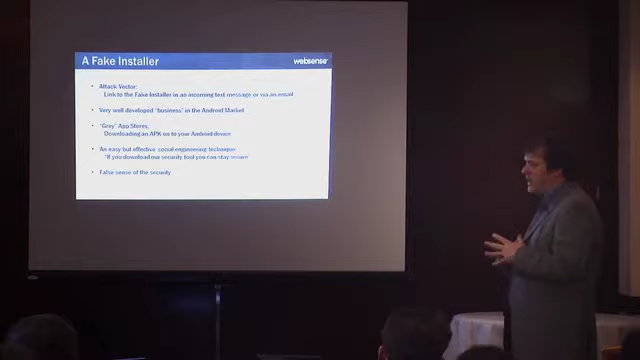 A Fake Installer
websense
• Attack Vector:
Link to the Fake Installer in an incoming text message or via an email
• Very well developed "business" in the Android Market
• "Grey" App Stores:
Downloading an APK on to your Android device
• An easy but effective social engineering technique
"If you download our security tool you can stay secure
• False sense of the security